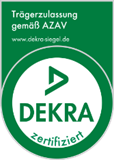 Trägerzulassung
gemäß AZAV
www.dekra-siegel.de
DEKRA
zertifiziert